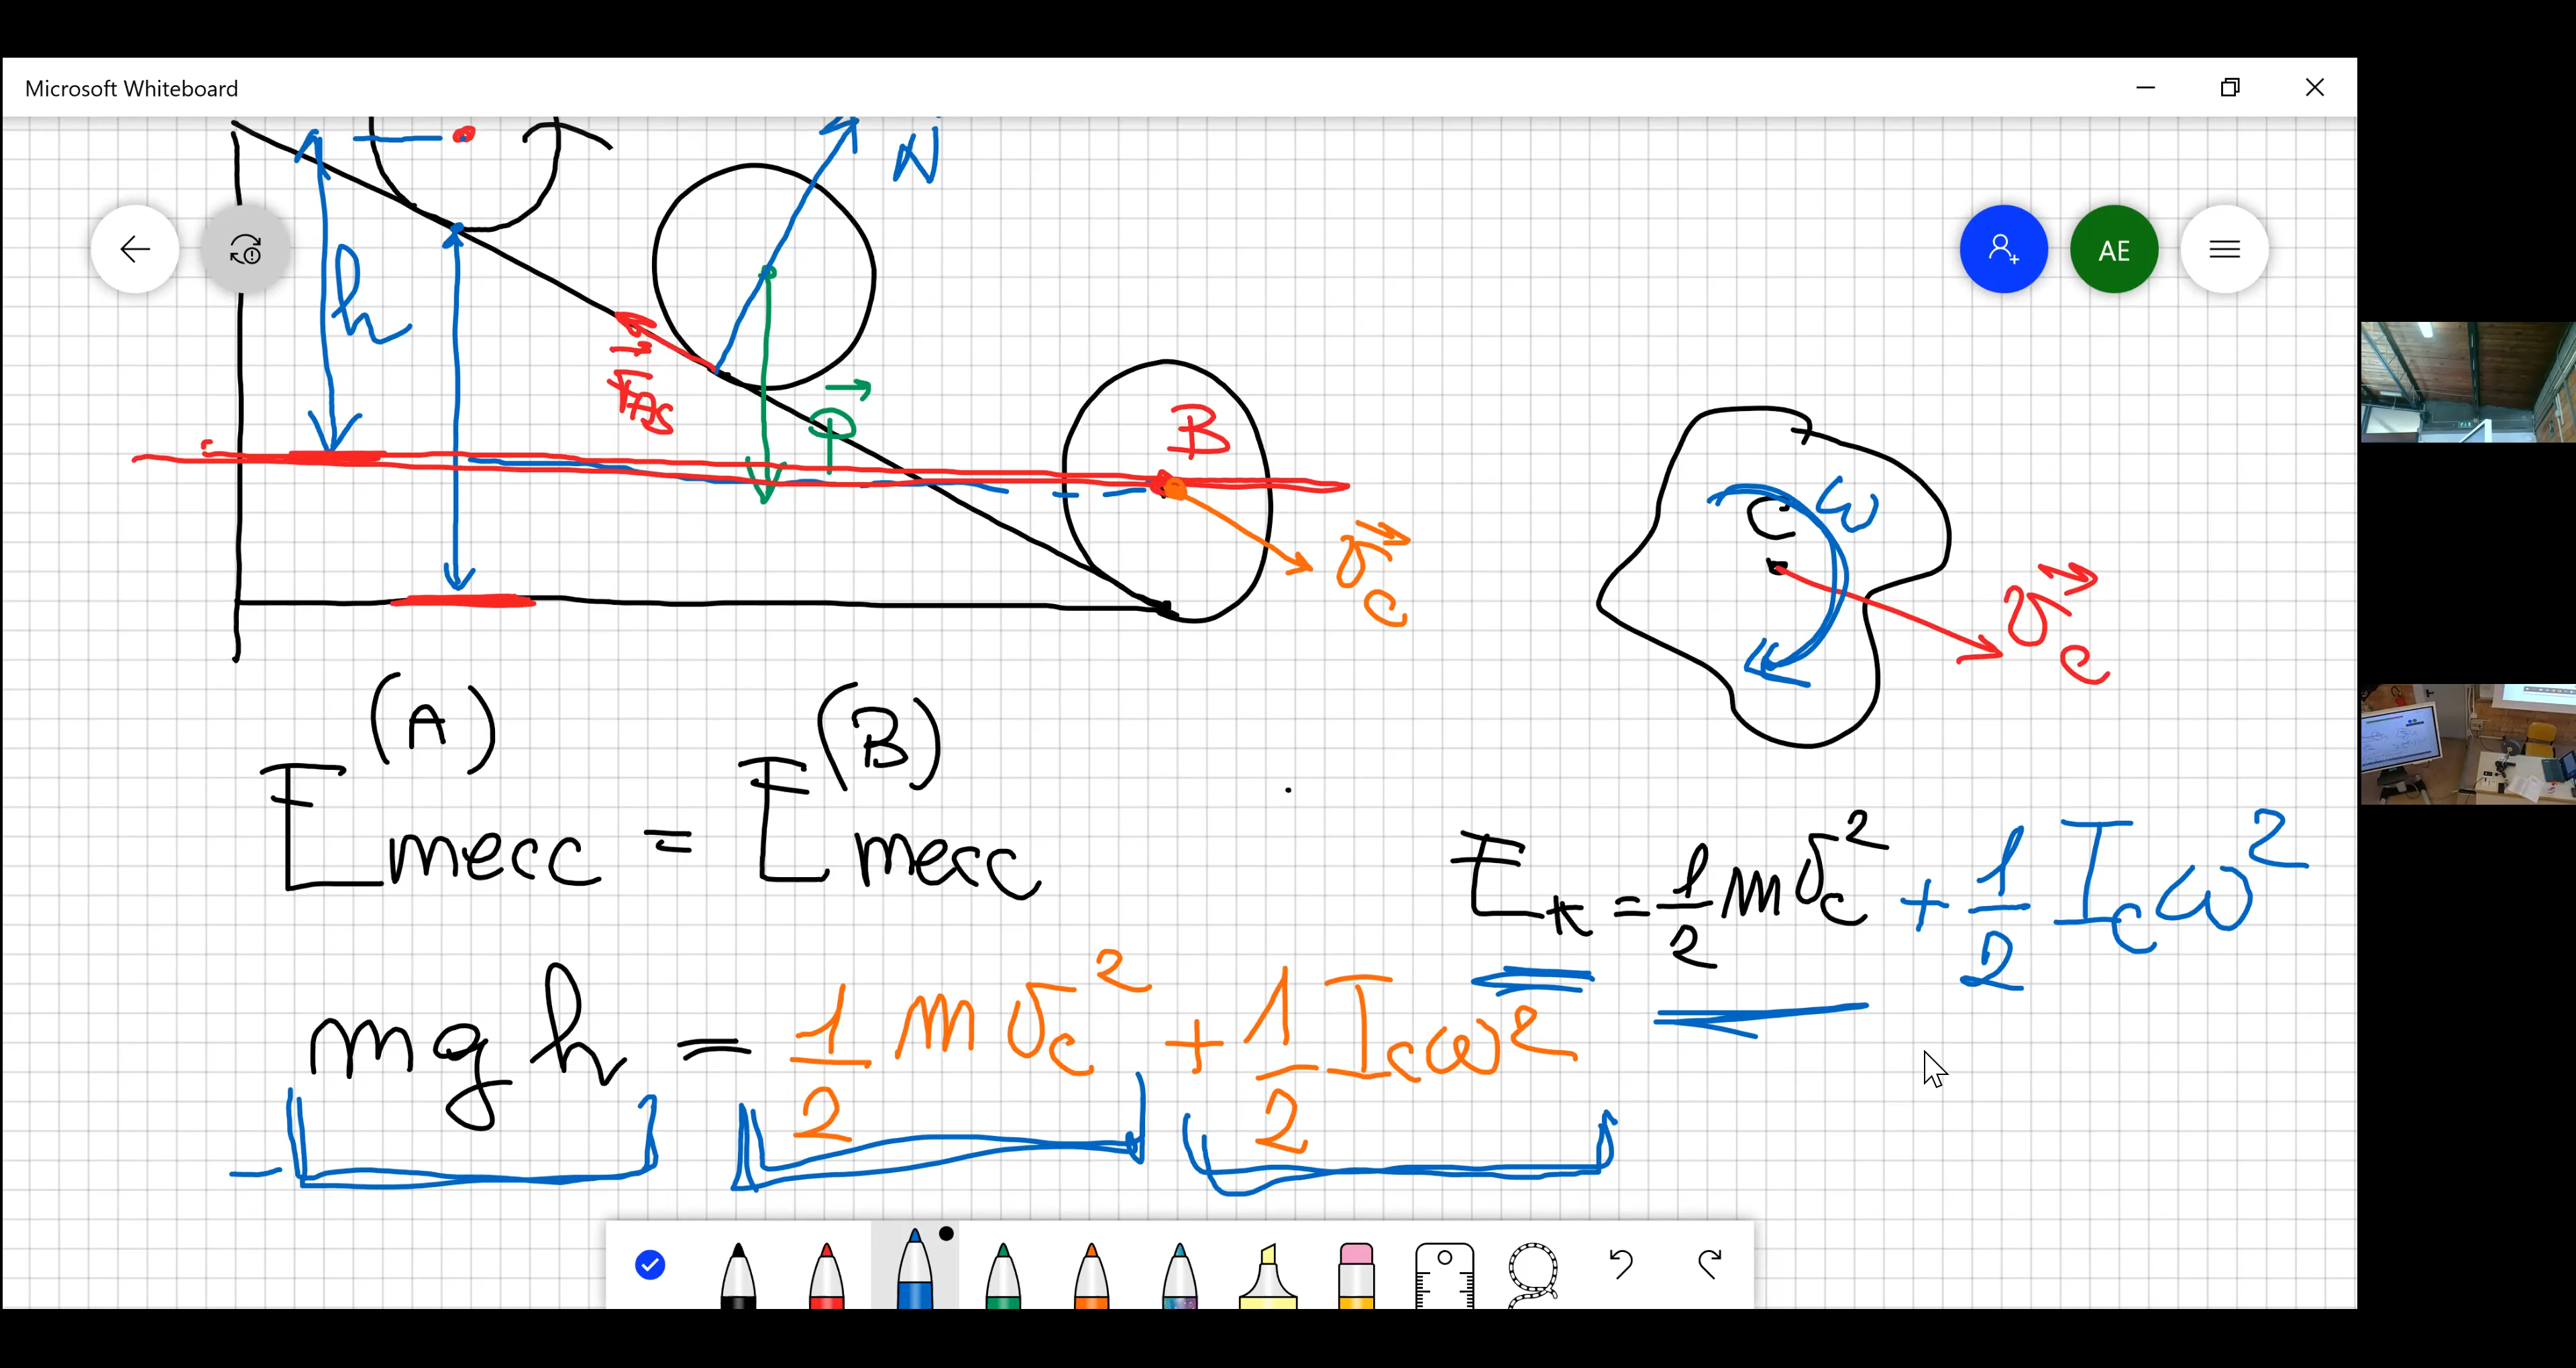 Microsoft Whiteboard
N
h
AE
F_AS
P
B
v_C
C
ω
v_C
E_mecc^(A) = E_mecc^(B)
E_k = 1/2 m v_C^2 + 1/2 I_C ω^2
mgh = 1/2 m v_C^2 + 1/2 I_C ω^2